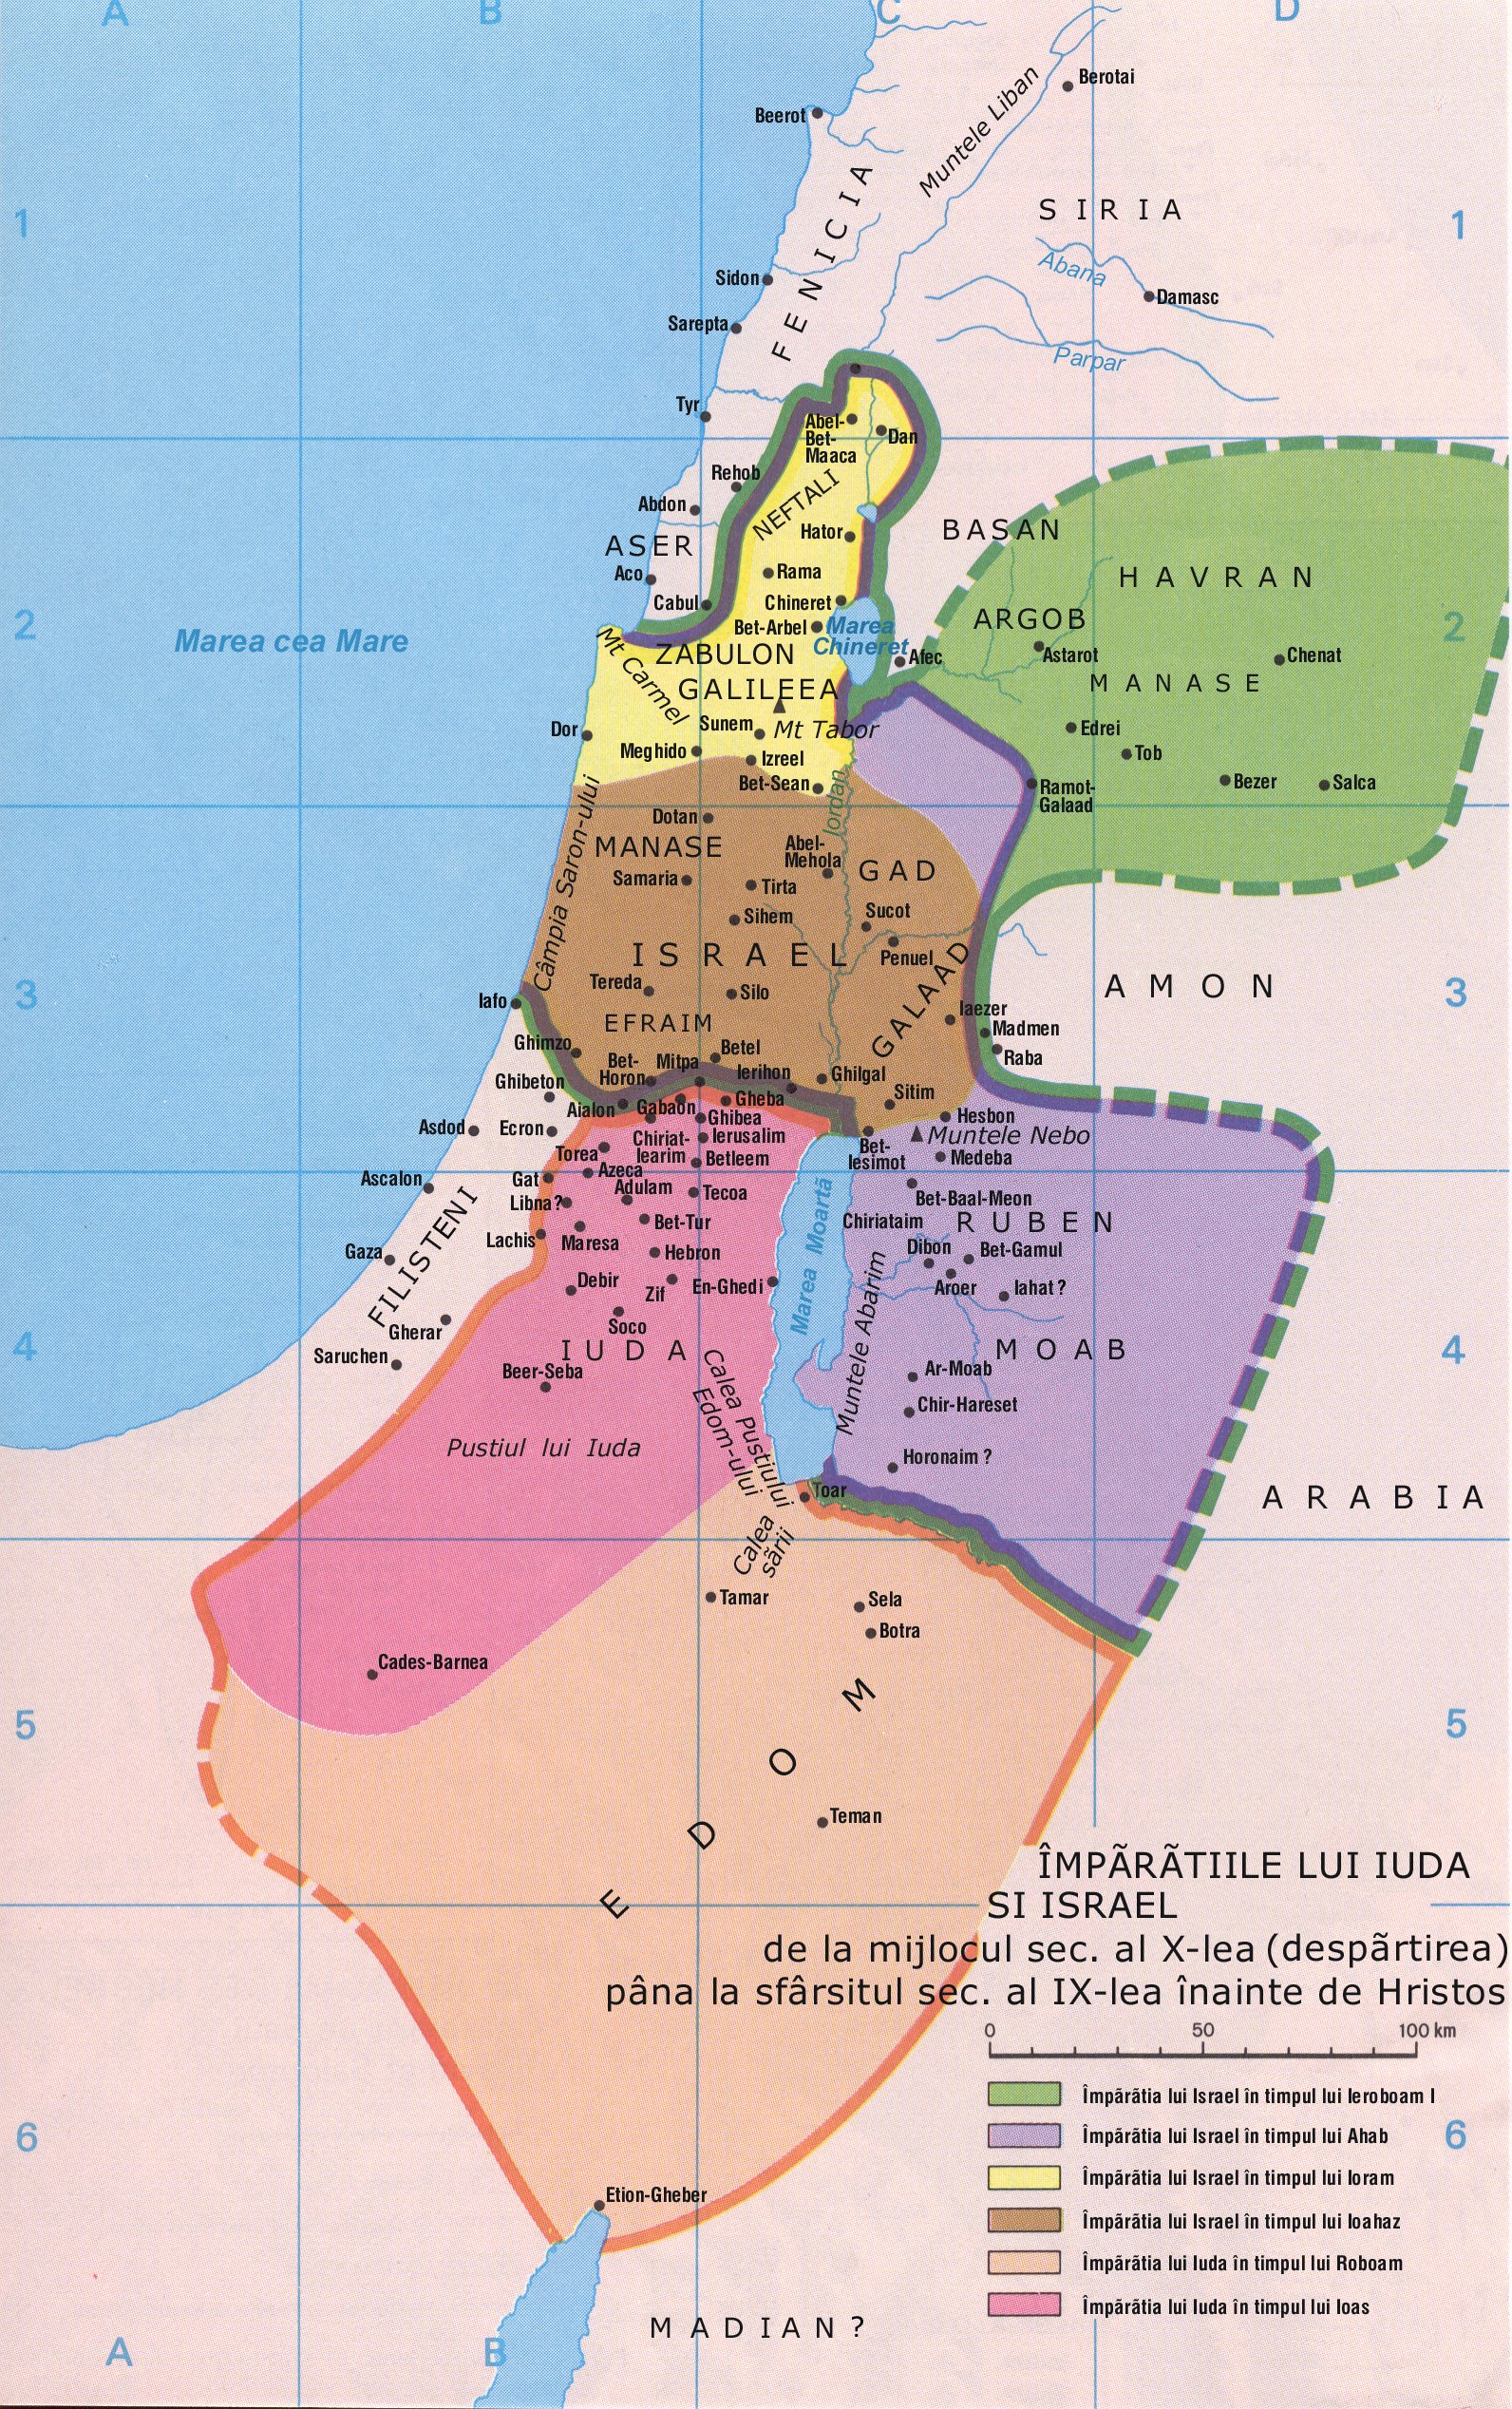 A
B
C
D
Berotai
Beerot
Muntele Liban
FENICIA
SIRIA
1
1
Abana
Sidon
Damasc
Sarepta
Parpar
Tyr
Abel-
Bet-
Maaca
Dan
Rehob
NEFTALI
Abdon
Hator
BASAN
ASER
Aco
Rama
HAVRAN
Cabul
Chineret
ARGOB
2
Marea cea Mare
Bet-Arbel
Marea
Chineret
2
Mt Carmel
ZABULON
Afec
Astarot
Chenat
GALILEEA
MANASE
Sunem
Mt Tabor
Dor
Edrei
Meghido
Izreel
Tob
Bet-Sean
Iordan
Ramot-
Galaad
Bezer
Salca
Câmpia Saron-ului
Dotan
MANASE
Abel-
Mehola
GAD
Samaria
Tirta
Sihem
Sucot
ISRAEL
Penuel
GALAAD
Tereda
Silo
AMON
3
3
Iafo
Iaezer
EFRAIM
Madmen
Ghimzo
Betel
Raba
Bet-
Horon
Mitpa
Ierihon
Ghilgal
Ghibeton
Gheba
Sitim
Aialon
Gabaon
Ghibea
Hesbon
Asdod
Ecron
Chiriat-
Iearim
Ierusalim
Bet-
Iesimot
Muntele Nebo
Torea
Betleem
Medeba
Azeca
Ascalon
Gat
Adulam
Tecoa
Bet-Baal-Meon
Libna?
Bet-Tur
Chiriataim
RUBEN
Lachis
Maresa
Marea Moartă
Gaza
Hebron
Dibon
Bet-Gamul
FILISTENI
Debir
Zif
En-Ghedi
Aroer
Iahat ?
Muntele Abarim
Gherar
Soco
4
Saruchen
IUDA
MOAB
4
Beer-Seba
Calea Pustiului
Edom-ului
Ar-Moab
Chir-Hareset
Pustiul lui Iuda
Horonaim ?
Toar
ARABIA
Calea
sării
Tamar
Sela
Botra
Cades-Barnea
5
5
EDOM
Teman
ÎMPÃRÃTIILE LUI IUDA
SI ISRAEL
de la mijlocul sec. al X-lea (despãrtirea)
pâna la sfârsitul sec. al IX-lea înainte de Hristos
0 50 100 km
Împãrãtia lui Israel în timpul lui Ieroboam I
6
Împãrãtia lui Israel în timpul lui Ahab
6
Împãrãtia lui Israel în timpul lui Ioram
Etion-Gheber
Împãrãtia lui Israel în timpul lui Ioahaz
Împãrãtia lui Iuda în timpul lui Roboam
Împãrãtia lui Iuda în timpul lui Ioas
MADIAN ?
A
B